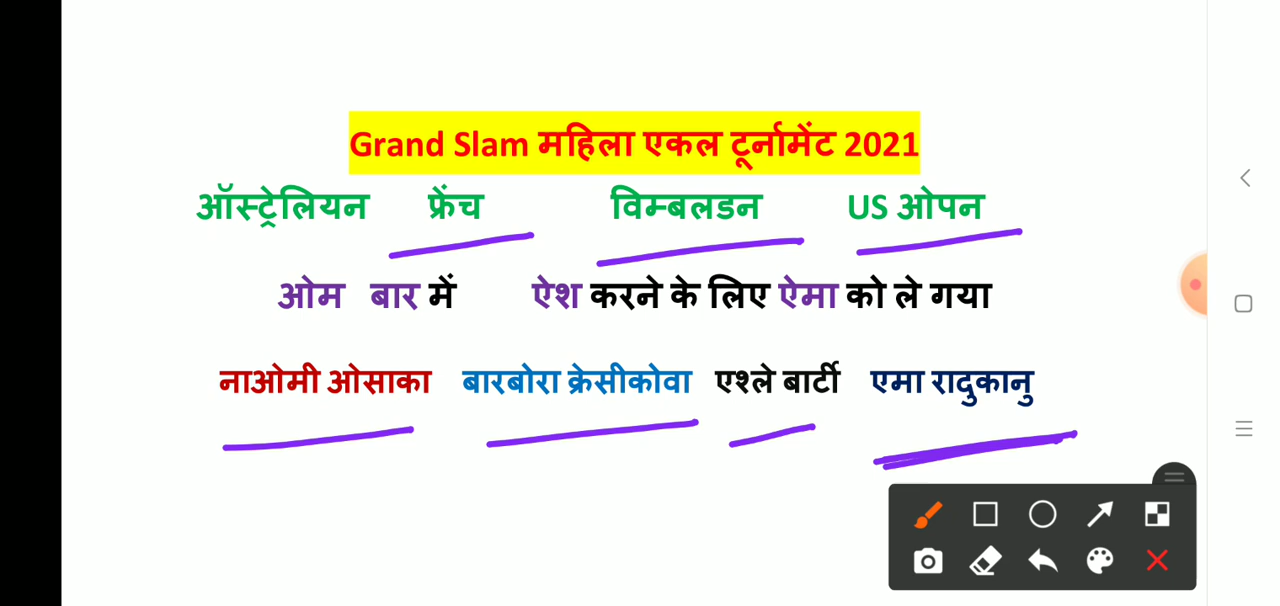 Grand Slam महिला एकल टूर्नामेंट 2021
ऑस्ट्रेलियन फ्रेंच विम्बलडन US ओपन
ओम बार में ऐश करने के लिए ऐमा को ले गया
नाओमी ओसाका बारबोरा क्रेसीकोवा एश्ले बार्टी एमा रादुकानु